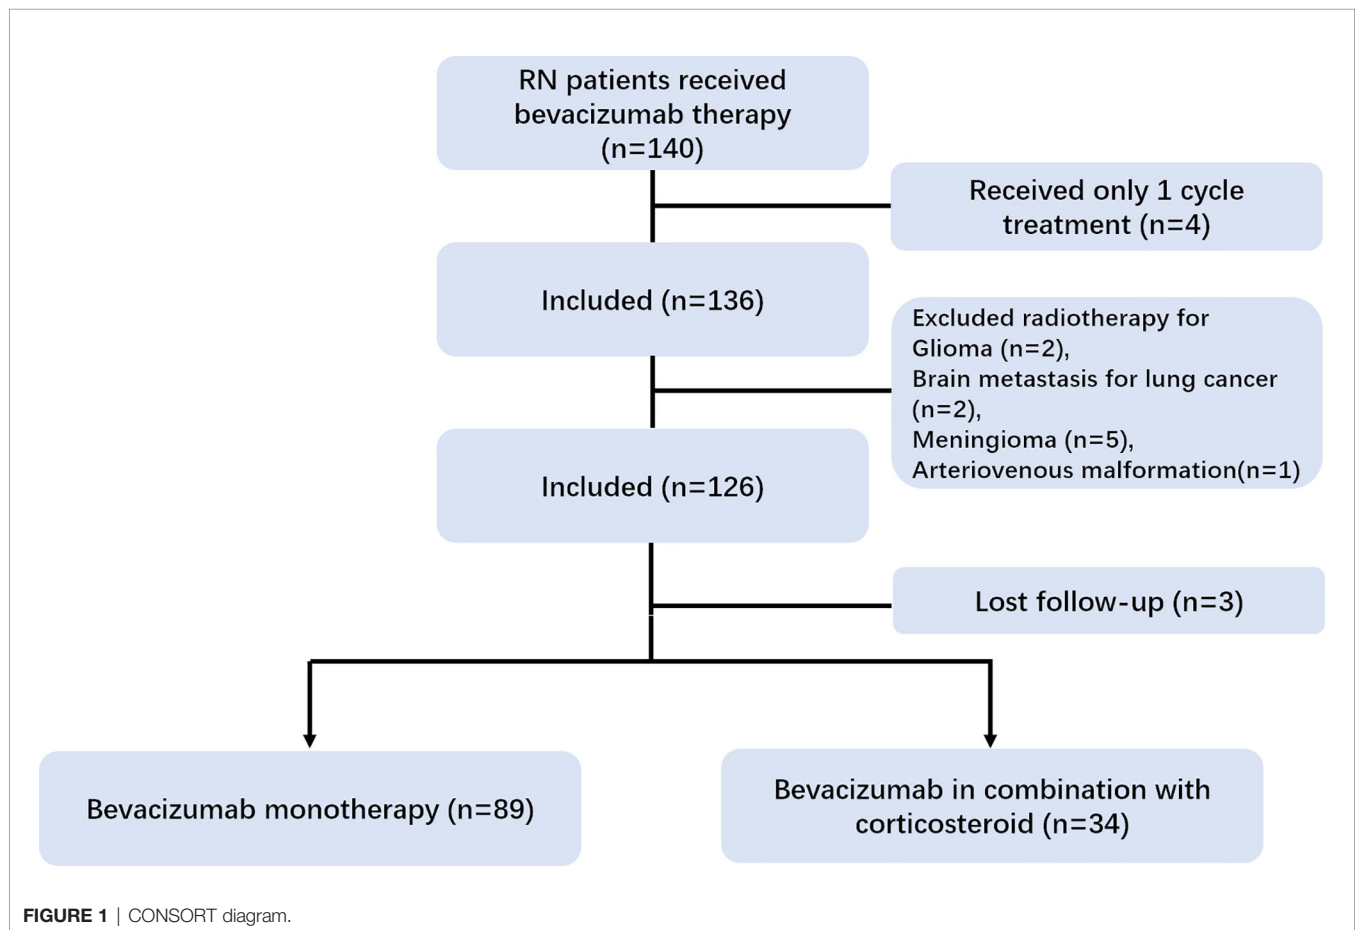 RN patients received
bevacizumab therapy
(n=140)
Received only 1 cycle
treatment (n=4)
Included (n=136)
Excluded radiotherapy for
Glioma (n=2),
Brain metastasis for lung cancer
(n=2),
Meningioma (n=5),
Arteriovenous malformation(n=1)
Included (n=126)
Lost follow-up (n=3)
Bevacizumab monotherapy (n=89)
Bevacizumab in combination with
corticosteroid (n=34)
FIGURE 1 | CONSORT diagram.